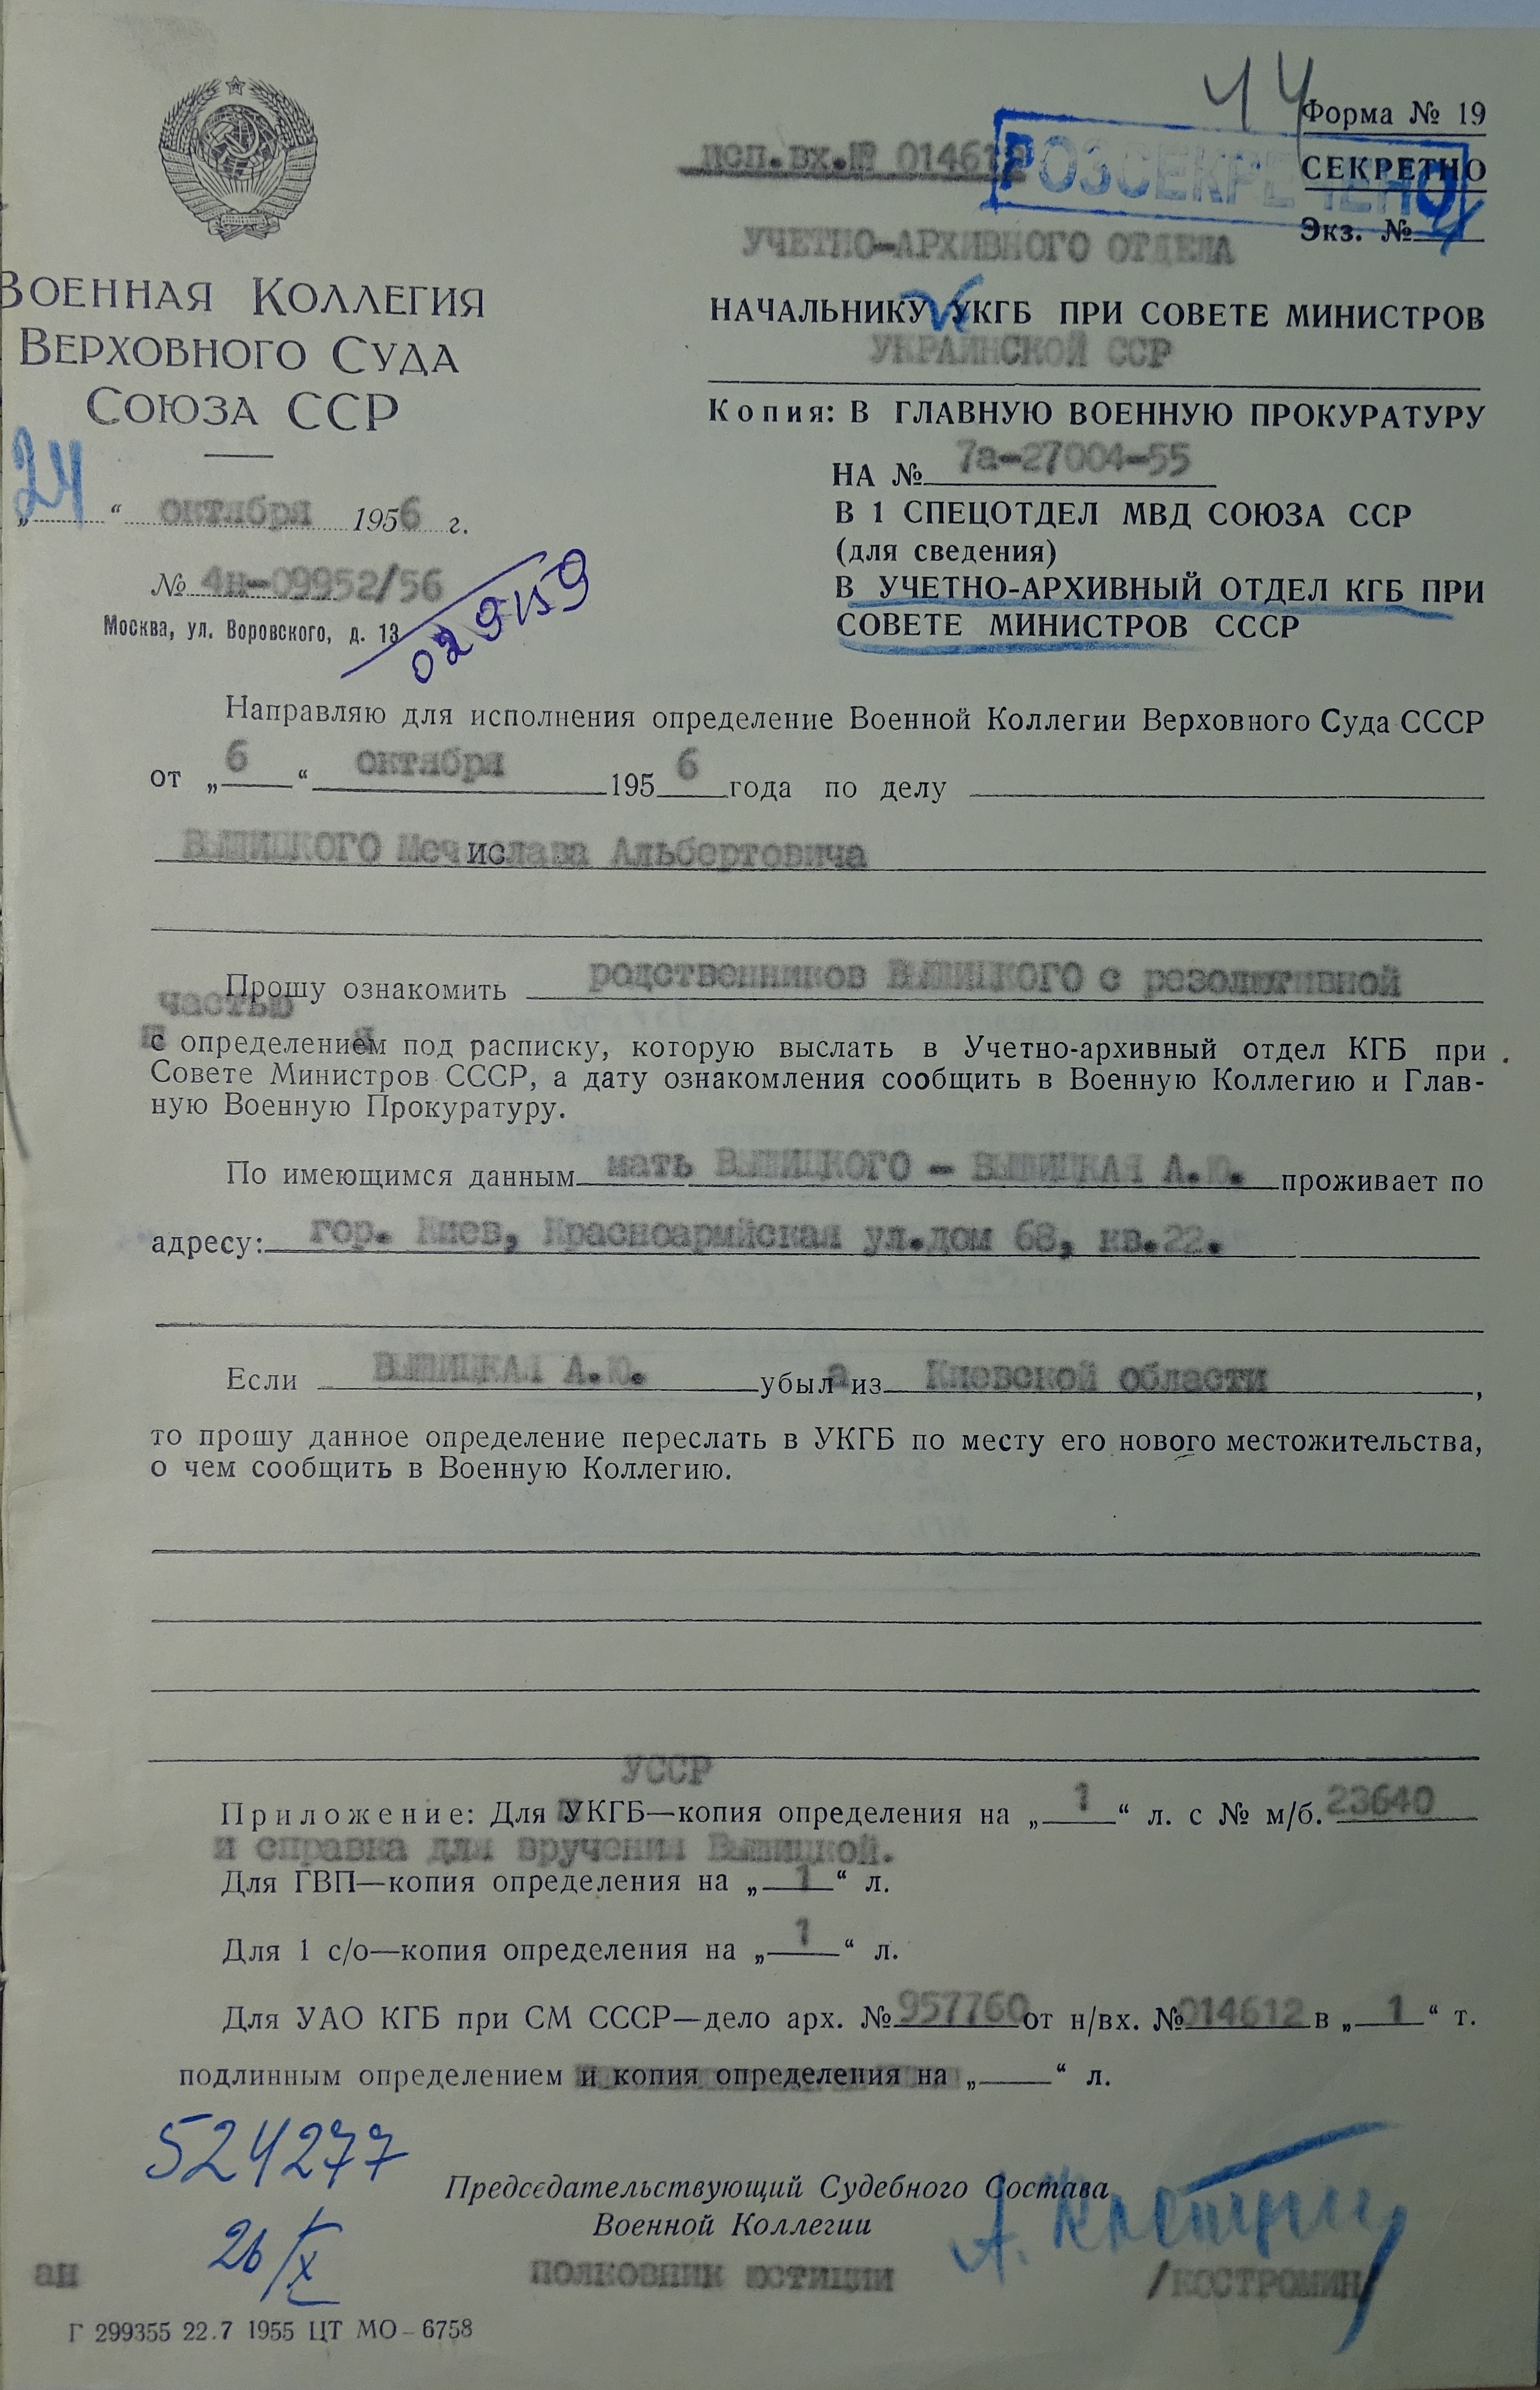 44
Форма № 19
исп.вх.№ 014612
РОЗСЕКРЕЧЕНО
СЕКРЕТНО
Экз. №
УЧЕТНО-АРХИВНОГО ОТДЕЛА
ВОЕННАЯ КОЛЛЕГИЯ
ВЕРХОВНОГО СУДА
СОЮЗА ССР
НАЧАЛЬНИКУ УКГБ ПРИ СОВЕТЕ МИНИСТРОВ
УКРАИНСКОЙ ССР
Копия: В ГЛАВНУЮ ВОЕННУЮ ПРОКУРАТУРУ
НА № 7а-27004-55
В 1 СПЕЦОТДЕЛ МВД СОЮЗА ССР
(для сведения)
В УЧЕТНО-АРХИВНЫЙ ОТДЕЛ КГБ ПРИ
СОВЕТЕ МИНИСТРОВ СССР
„24“ октября 1956 г.
№ 4н-09952/56
Москва, ул. Воровского, д. 13
029159
Направляю для исполнения определение Военной Коллегии Верховного Суда СССР
от „6“ октября 1956 года по делу
ВЫШИЦКОГО Мечислава Альбертовича
Прошу ознакомить родственников ВЫШИЦКОГО с резолютивной
частью
с определением под расписку, которую выслать в Учетно-архивный отдел КГБ при
Совете Министров СССР, а дату ознакомления сообщить в Военную Коллегию и Глав-
ную Военную Прокуратуру.
По имеющимся данным мать ВЫШИЦКОГО - ВЫШИЦКАЯ А.Ю. проживает по
адресу: гор. Киев, Красноармийская ул.дом 68, кв.22.
Если ВЫШИЦКАЯ А.Ю. убыла из Киевской области,
то прошу данное определение переслать в УКГБ по месту его нового местожительства,
о чем сообщить в Военную Коллегию.
УССР
Приложение: Для УКГБ—копия определения на „1“ л. с № м/б. 23640
и справка для вручения Вышицкой.
Для ГВП—копия определения на „1“ л.
Для 1 с/о—копия определения на „1“ л.
Для УАО КГБ при СМ СССР—дело арх. № 957760 от н/вх. № 014612 в „1“ т.
подлинным определением и копия определения на „ “ л.
524277
26/X
Председательствующий Судебного Состава
Военной Коллегии
А. Костромин
ан
полковник юстиции
/КОСТРОМИН/
Г 299355 22.7 1955 ЦТ МО-6758